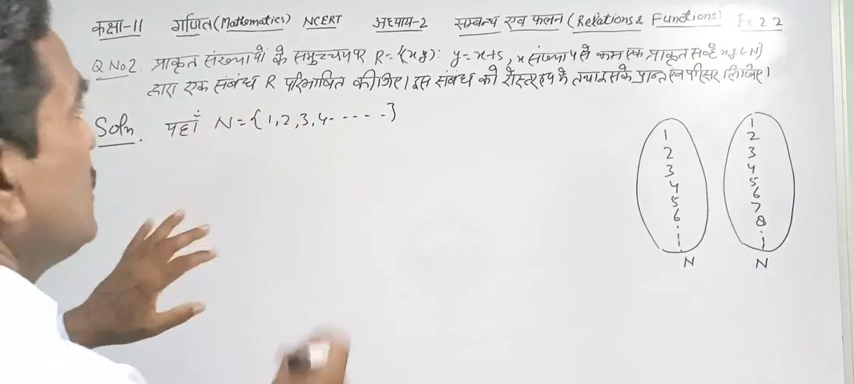 कक्षा-11 गणित (Mathematics) NCERT अध्याय-2 सम्बन्ध एवं फलन (Relations & Functions) Ex 2.2
Q No 2. प्राकृत संख्याओं के समुच्चय पर R = {(x,y): y = x+5, x संख्या 4 से कम एक प्राकृत संख्या है, x,y ∈ N}
द्वारा एक संबंध R परिभाषित कीजिए। इस संबंध को रोस्टर रूप में तथा इसके प्रान्त एवं परिसर लिखिए।
Soln. यहाँ N = {1, 2, 3, 4 - - - - -}
1 1
2 2
3 3
4 4
5 5
6 6
7
8
N N